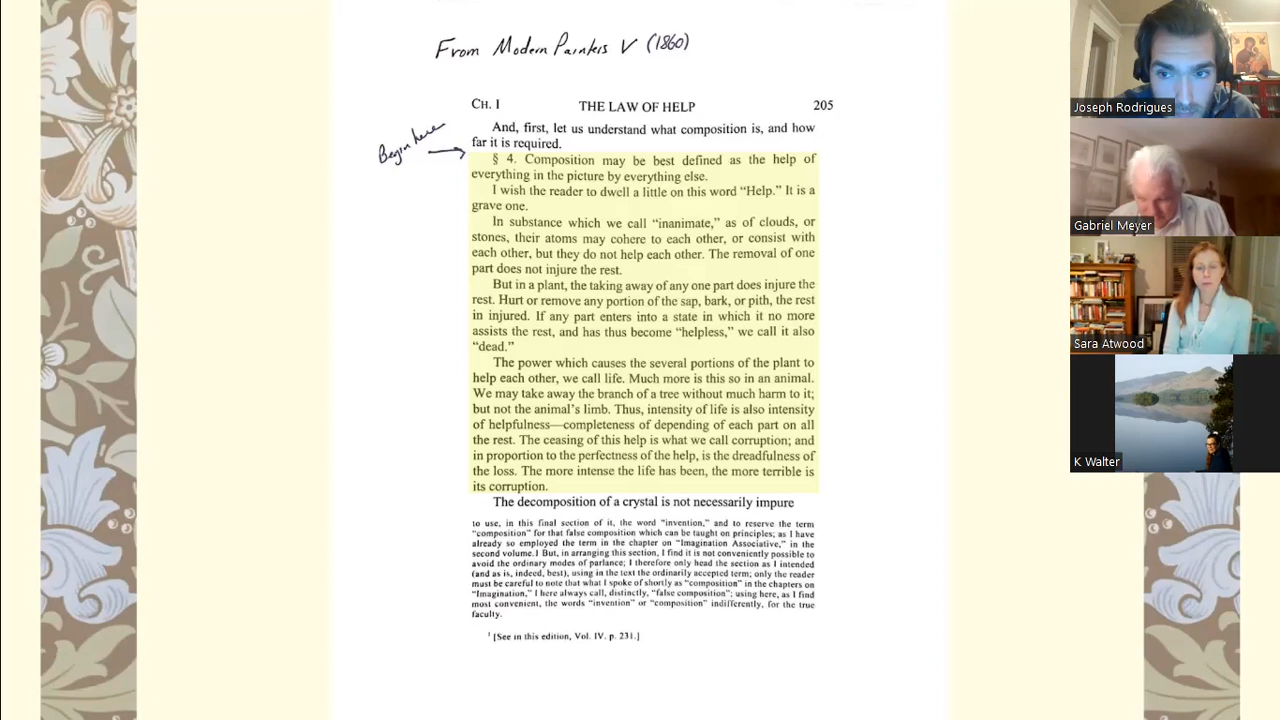 From Modern Painters V (1860)
CH. I THE LAW OF HELP 205
Begin here
And, first, let us understand what composition is, and how
far it is required.
§ 4. Composition may be best defined as the help of
everything in the picture by everything else.
I wish the reader to dwell a little on this word “Help.” It is a
grave one.
In substance which we call “inanimate,” as of clouds, or
stones, their atoms may cohere to each other, or consist with
each other, but they do not help each other. The removal of one
part does not injure the rest.
But in a plant, the taking away of any one part does injure the
rest. Hurt or remove any portion of the sap, bark, or pith, the rest
in injured. If any part enters into a state in which it no more
assists the rest, and has thus become “helpless,” we call it also
“dead.”
The power which causes the several portions of the plant to
help each other, we call life. Much more is this so in an animal.
We may take away the branch of a tree without much harm to it;
but not the animal’s limb. Thus, intensity of life is also intensity
of helpfulness—completeness of depending of each part on all
the rest. The ceasing of this help is what we call corruption; and
in proportion to the perfectness of the help, is the dreadfulness of
the loss. The more intense the life has been, the more terrible is
its corruption.
The decomposition of a crystal is not necessarily impure
to use, in this final section of it, the word “invention,” and to reserve the term
“composition” for that false composition which can be taught on principles; as I have
already so employed the term in the chapter on “Imagination Associative,” in the
second volume.1 But, in arranging this section, I find it is not conveniently possible to
avoid the ordinary modes of parlance; I therefore only head the section as I intended
(and as is, indeed, best), using in the text the ordinarily accepted term; only the reader
must be careful to note that what I spoke of shortly as “composition” in the chapters on
“Imagination,” I here always call, distinctly, “false composition”; using here, as I find
most convenient, the words “invention” or “composition” indifferently, for the true
faculty.
1 [See in this edition, Vol. IV. p. 231.]
Joseph Rodrigues
Gabriel Meyer
Sara Atwood
K Walter